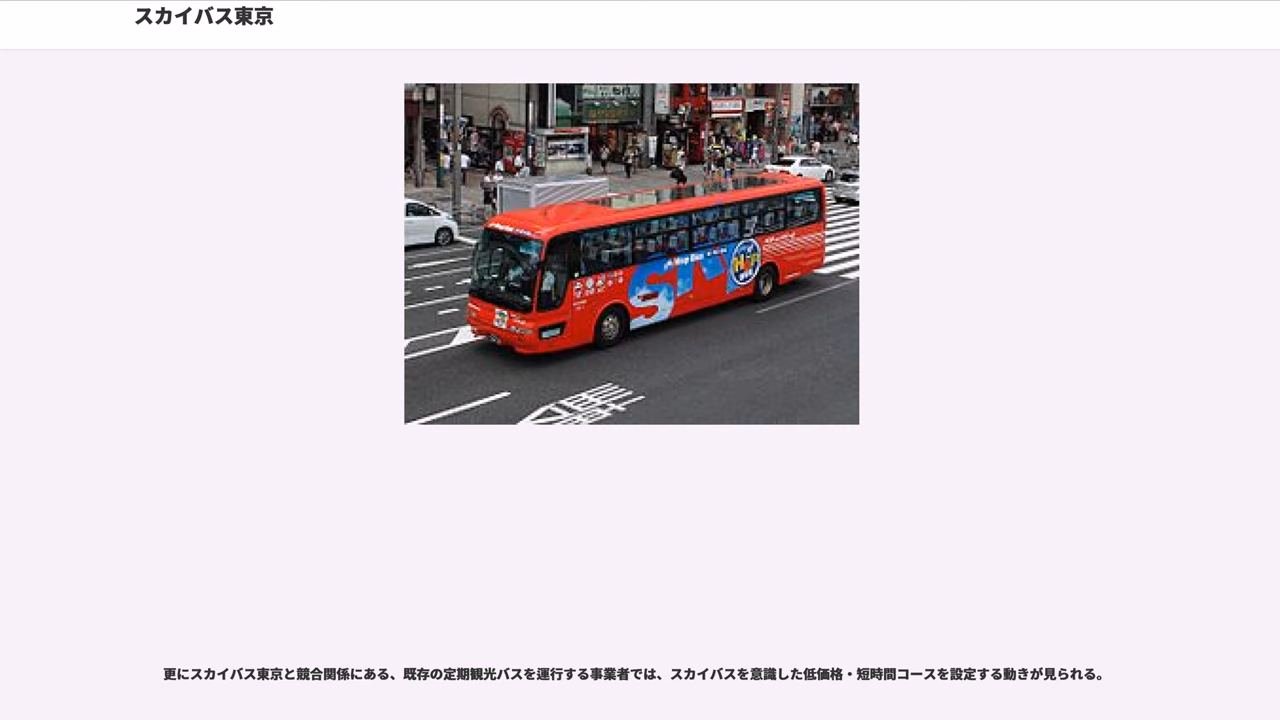 スカイバス東京
SKY
Hop
BUS
更にスカイバス東京と競合関係にある、既存の定期観光バスを運行する事業者では、スカイバスを意識した低価格・短時間コースを設定する動きが見られる。